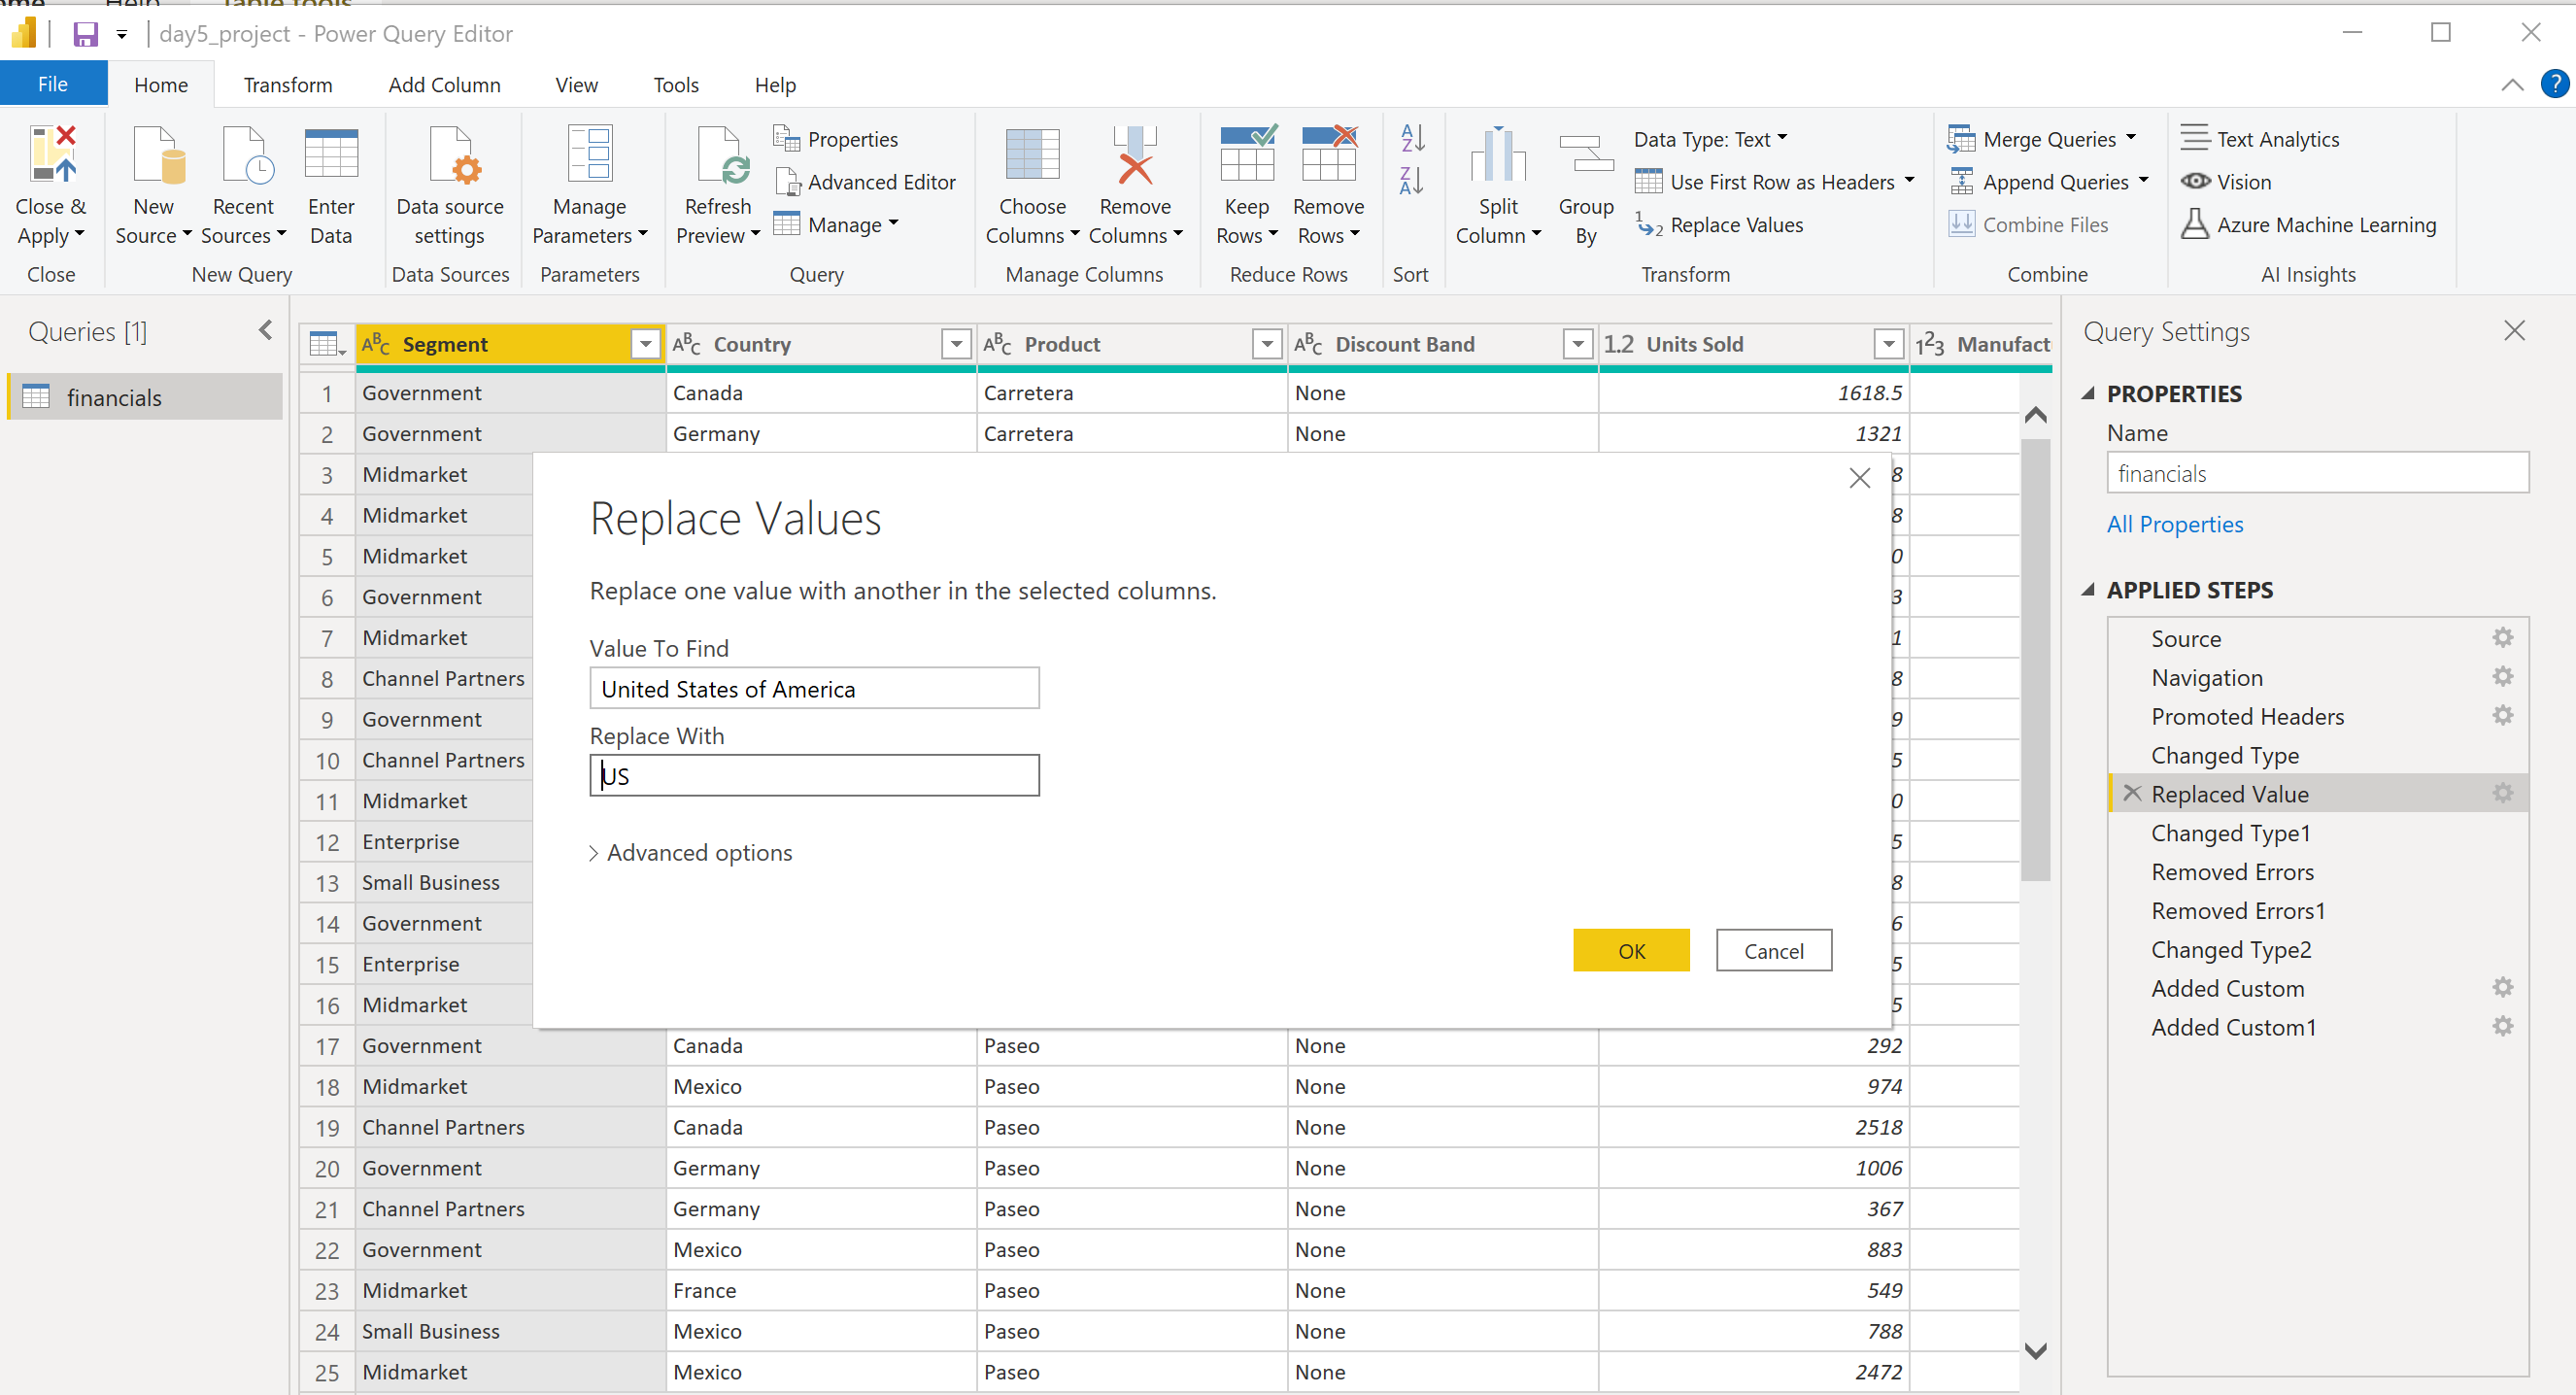 Help
Table tools
day5_project - Power Query Editor
File Home Transform Add Column View Tools Help
Close & Apply
New Source
Recent Sources
Enter Data
Data source settings
Manage Parameters
Refresh Preview
Properties
Advanced Editor
Manage
Choose Columns
Remove Columns
Keep Rows
Remove Rows
Split Column
Group By
Data Type: Text
Use First Row as Headers
Replace Values
Merge Queries
Append Queries
Combine Files
Text Analytics
Vision
Azure Machine Learning
Close
New Query
Data Sources
Parameters
Query
Manage Columns
Reduce Rows
Sort
Transform
Combine
AI Insights
Queries [1]
financials
ABC Segment ABC Country ABC Product ABC Discount Band 1.2 Units Sold 123 Manufact
1 Government Canada Carretera None 1618.5
2 Government Germany Carretera None 1321
3 Midmarket 8
4 Midmarket 8
5 Midmarket 0
6 Government 3
7 Midmarket 1
8 Channel Partners 8
9 Government 9
10 Channel Partners 5
11 Midmarket 0
12 Enterprise 5
13 Small Business 8
14 Government 6
15 Enterprise 5
16 Midmarket 5
17 Government Canada Paseo None 292
18 Midmarket Mexico Paseo None 974
19 Channel Partners Canada Paseo None 2518
20 Government Germany Paseo None 1006
21 Channel Partners Germany Paseo None 367
22 Government Mexico Paseo None 883
23 Midmarket France Paseo None 549
24 Small Business Mexico Paseo None 788
25 Midmarket Mexico Paseo None 2472
Replace Values
Replace one value with another in the selected columns.
Value To Find
United States of America
Replace With
US
Advanced options
OK
Cancel
Query Settings
PROPERTIES
Name
financials
All Properties
APPLIED STEPS
Source
Navigation
Promoted Headers
Changed Type
Replaced Value
Changed Type1
Removed Errors
Removed Errors1
Changed Type2
Added Custom
Added Custom1